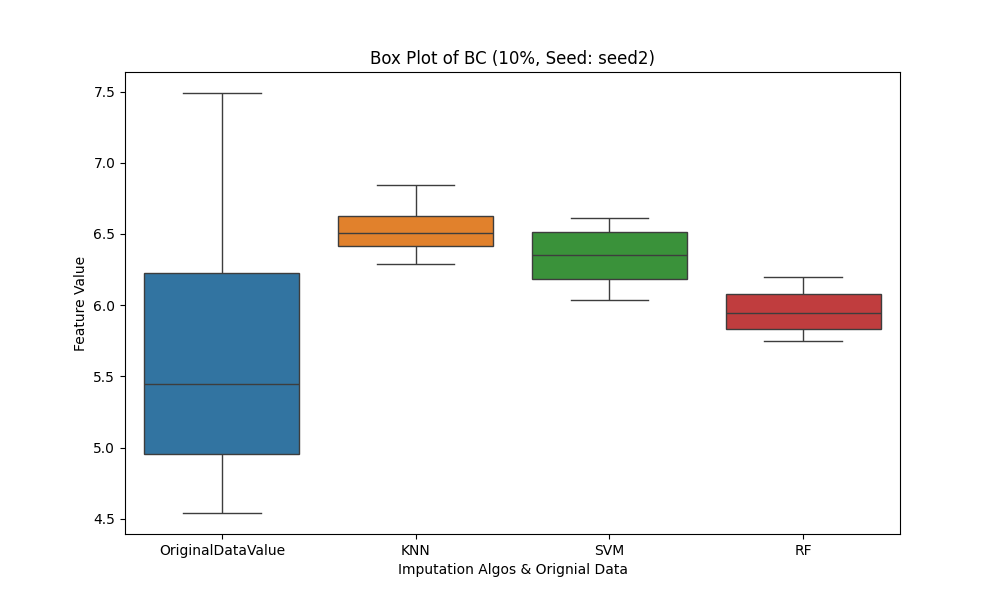 Box Plot of BC (10%, Seed: seed2)
7.5
7.0
6.5
6.0
5.5
5.0
4.5
Feature Value
OriginalDataValue
KNN
SVM
RF
Imputation Algos & Orignial Data